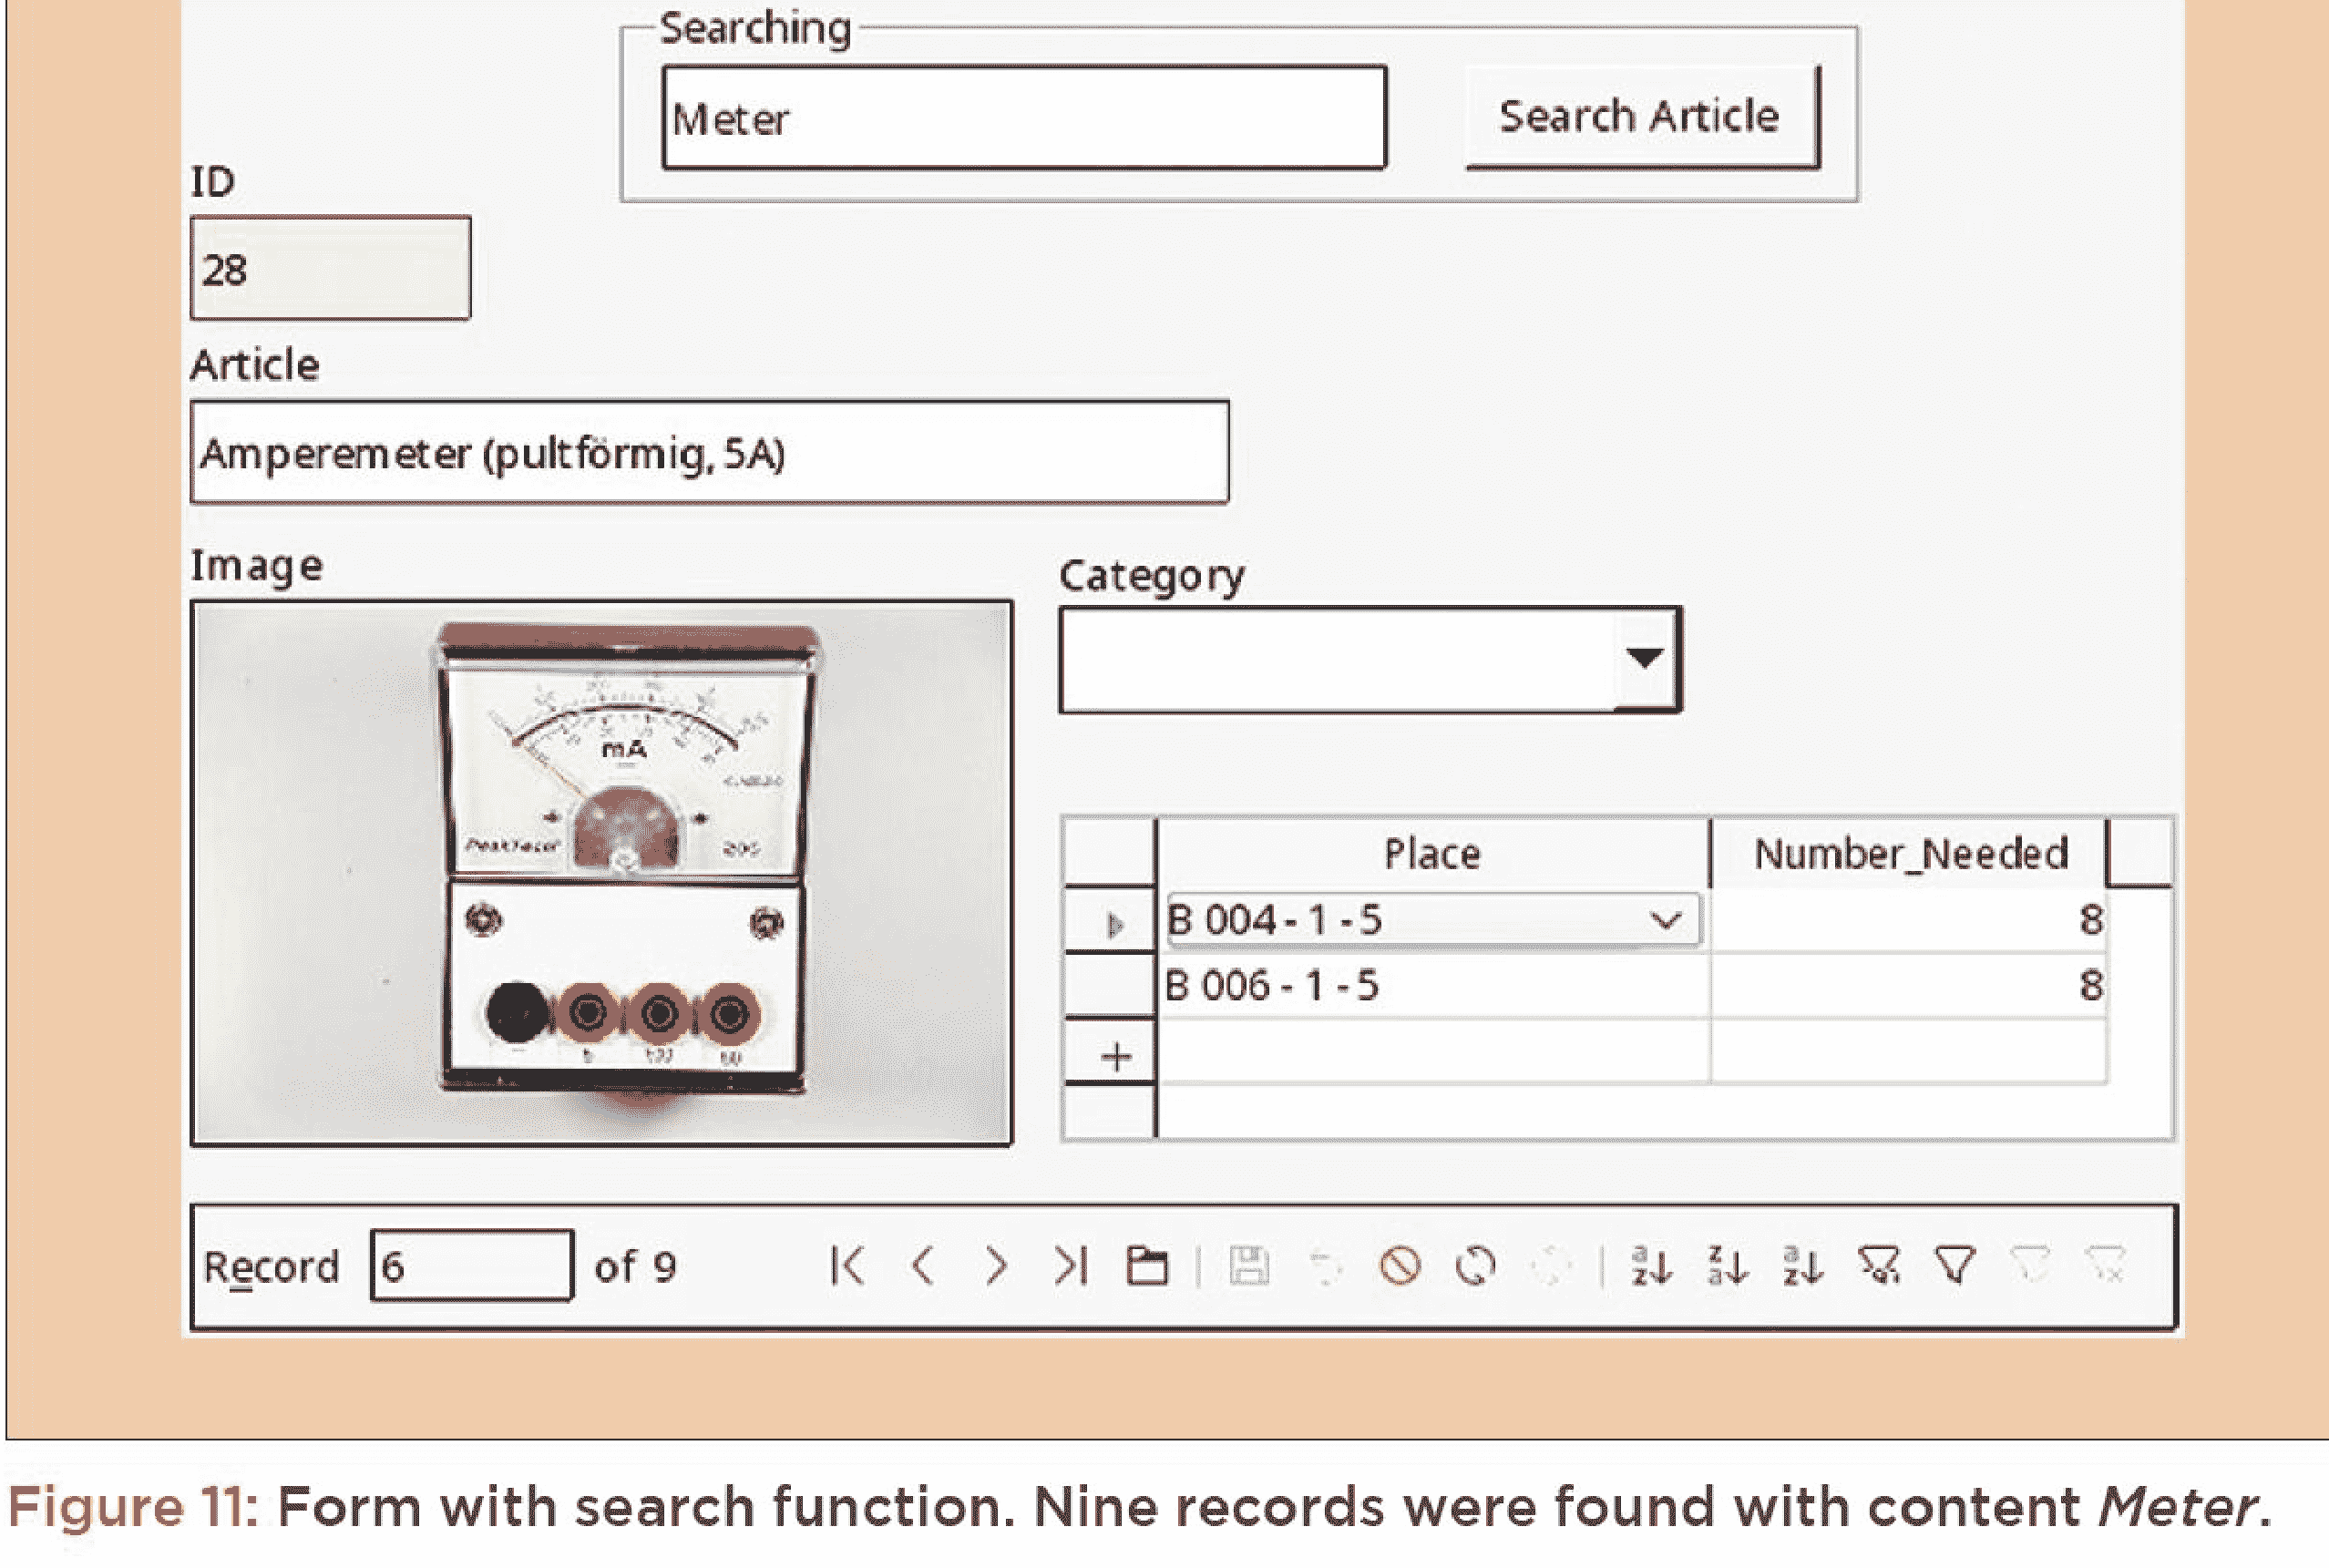 Searching
Meter
Search Article
ID
28
Article
Amperemeter (pultförmig, 5A)
Image
Category
mA
Place
Number_Needed
B 004 - 1 - 5
8
B 006 - 1 - 5
8
+
Record 6 of 9
Figure 11: Form with search function. Nine records were found with content Meter.